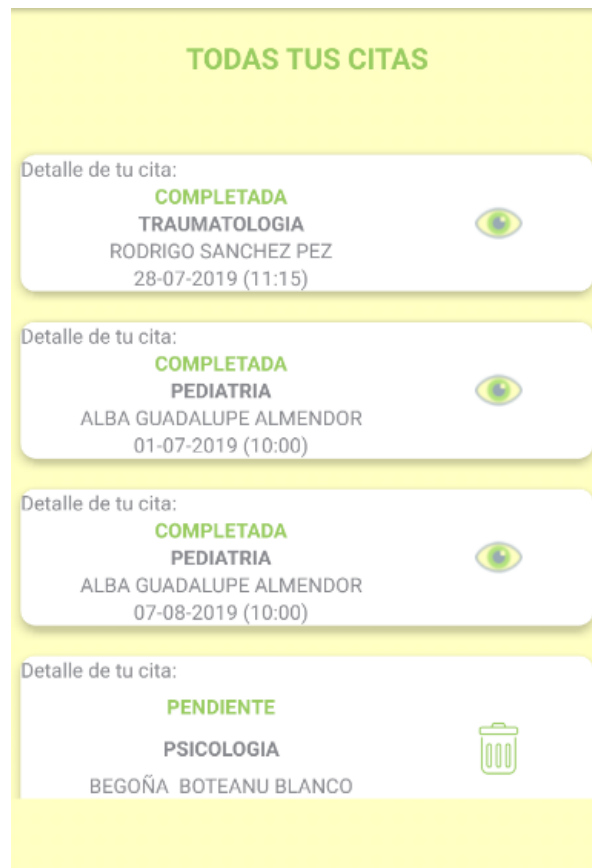 TODAS TUS CITAS
Detalle de tu cita:
COMPLETADA
TRAUMATOLOGIA
RODRIGO SANCHEZ PEZ
28-07-2019 (11:15)
Detalle de tu cita:
COMPLETADA
PEDIATRIA
ALBA GUADALUPE ALMENDOR
01-07-2019 (10:00)
Detalle de tu cita:
COMPLETADA
PEDIATRIA
ALBA GUADALUPE ALMENDOR
07-08-2019 (10:00)
Detalle de tu cita:
PENDIENTE
PSICOLOGIA
BEGOÑA  BOTEANU BLANCO